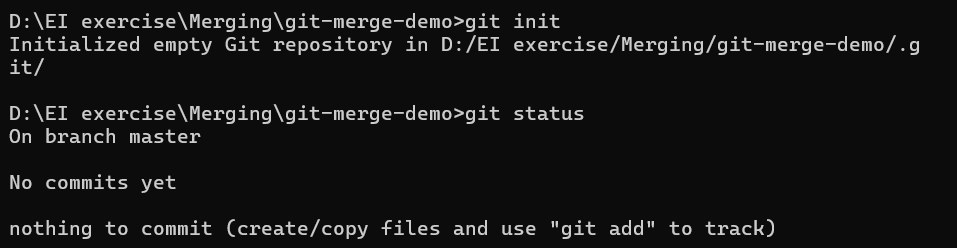 D:\EI exercise\Merging\git-merge-demo>git init
Initialized empty Git repository in D:/EI exercise/Merging/git-merge-demo/.g
it/
D:\EI exercise\Merging\git-merge-demo>git status
On branch master
No commits yet
nothing to commit (create/copy files and use "git add" to track)